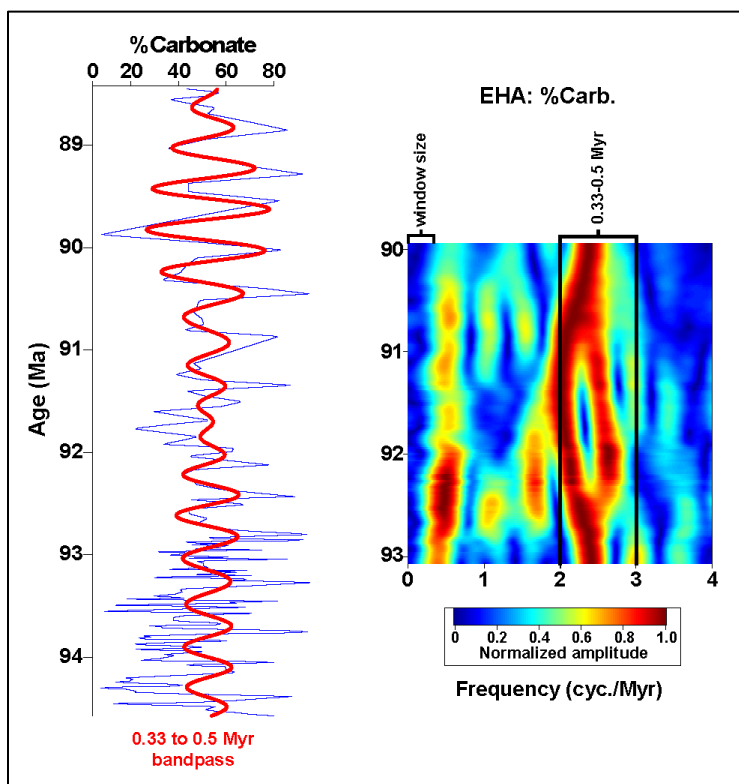 %Carbonate
0 20 40 60 80
89
90
91
92
93
94
Age (Ma)
0.33 to 0.5 Myr
bandpass
EHA: %Carb.
window size
0.33-0.5 Myr
90
91
92
93
0 1 2 3 4
0 0.2 0.4 0.6 0.8 1.0
Normalized amplitude
Frequency (cyc./Myr)